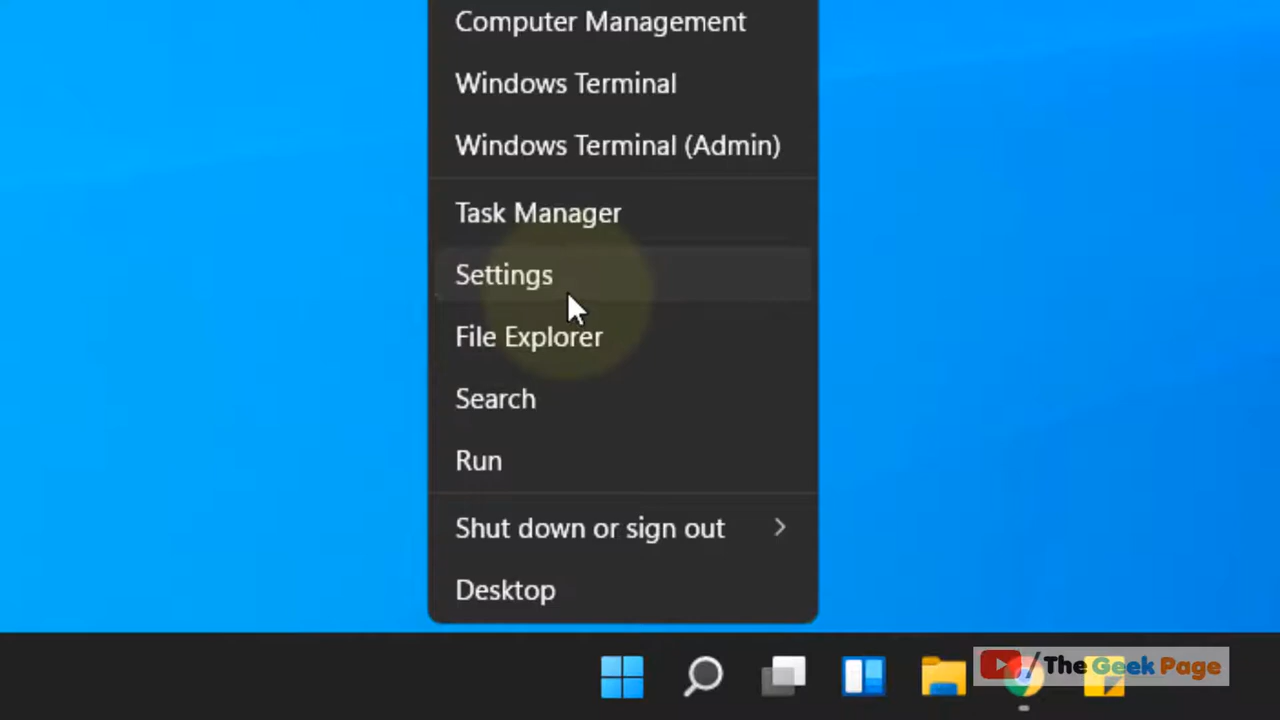 Computer Management
Windows Terminal
Windows Terminal (Admin)
Task Manager
Settings
File Explorer
Search
Run
Shut down or sign out
Desktop
/The Geek Page